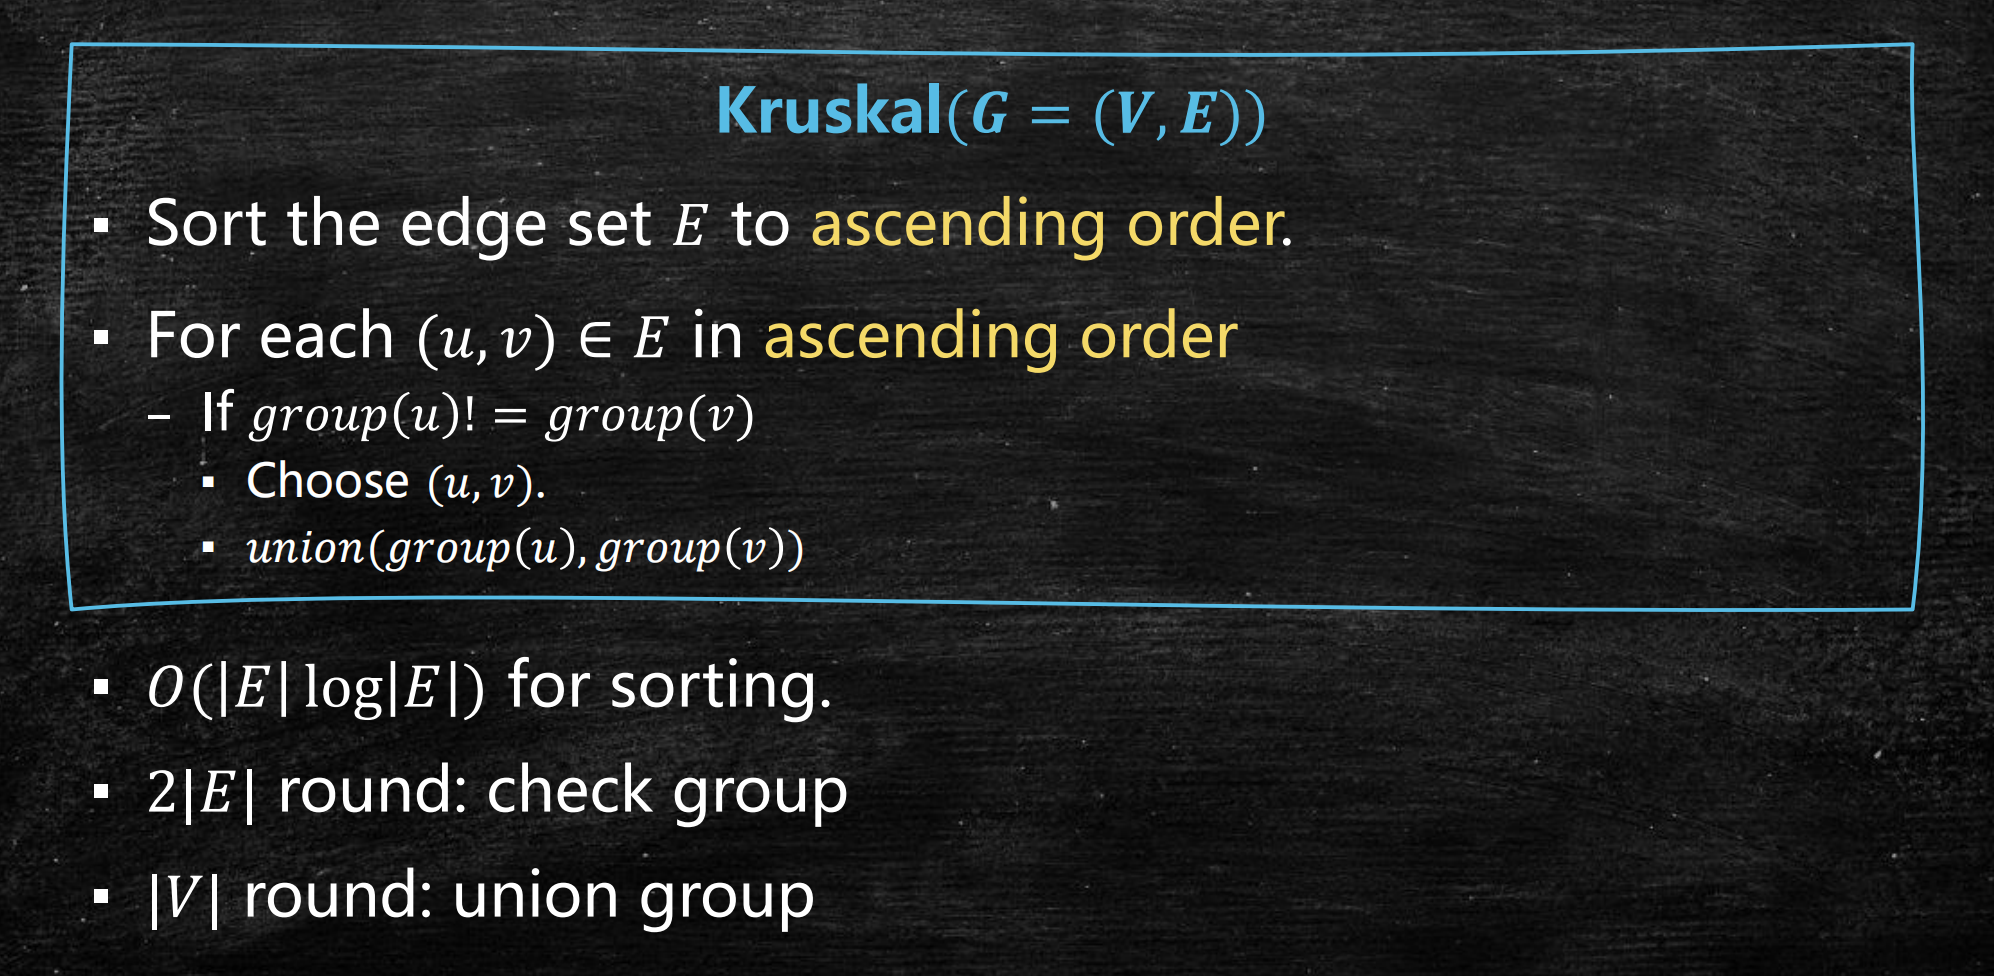 Kruskal(G = (V, E))
▪ Sort the edge set E to ascending order.
▪ For each (u, v) ∈ E in ascending order
– If group(u)! = group(v)
▪ Choose (u, v).
▪ union(group(u), group(v))
▪ O(|E| log|E|) for sorting.
▪ 2|E| round: check group
▪ |V| round: union group